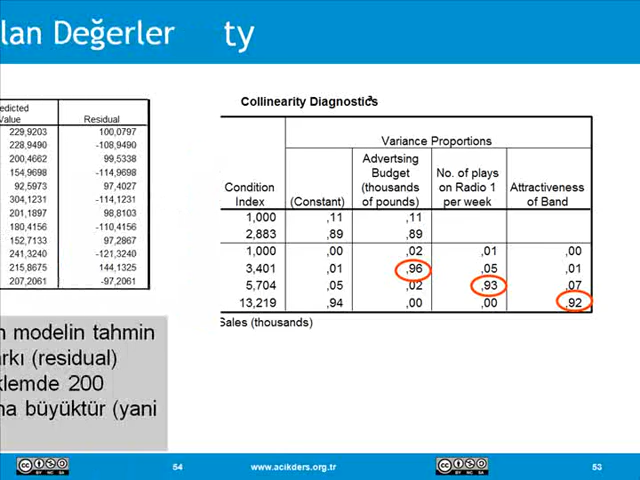 lan Değerler
ty
edicted
Value
Residual
229,9203 100,0797
228,9490 -108,9490
200,4662 99,5338
154,9698 -114,9698
92,5973 97,4027
304,1231 -114,1231
201,1897 98,8103
180,4156 -110,4156
152,7133 97,2867
241,3240 -121,3240
215,8675 144,1325
207,2061 -97,2061
n modelin tahmin
arkı (residual)
klemde 200
ha büyüktür (yani
Collinearity Diagnostics
Variance Proportions
Condition
Index
(Constant)
Advertsing
Budget
(thousands
of pounds)
No. of plays
on Radio 1
per week
Attractiveness
of Band
1,000 ,11 ,11
2,883 ,89 ,89
1,000 ,00 ,02 ,01 ,00
3,401 ,01 ,96 ,05 ,01
5,704 ,05 ,02 ,93 ,07
13,219 ,94 ,00 ,00 ,92
Sales (thousands)
54
www.acikders.org.tr
53